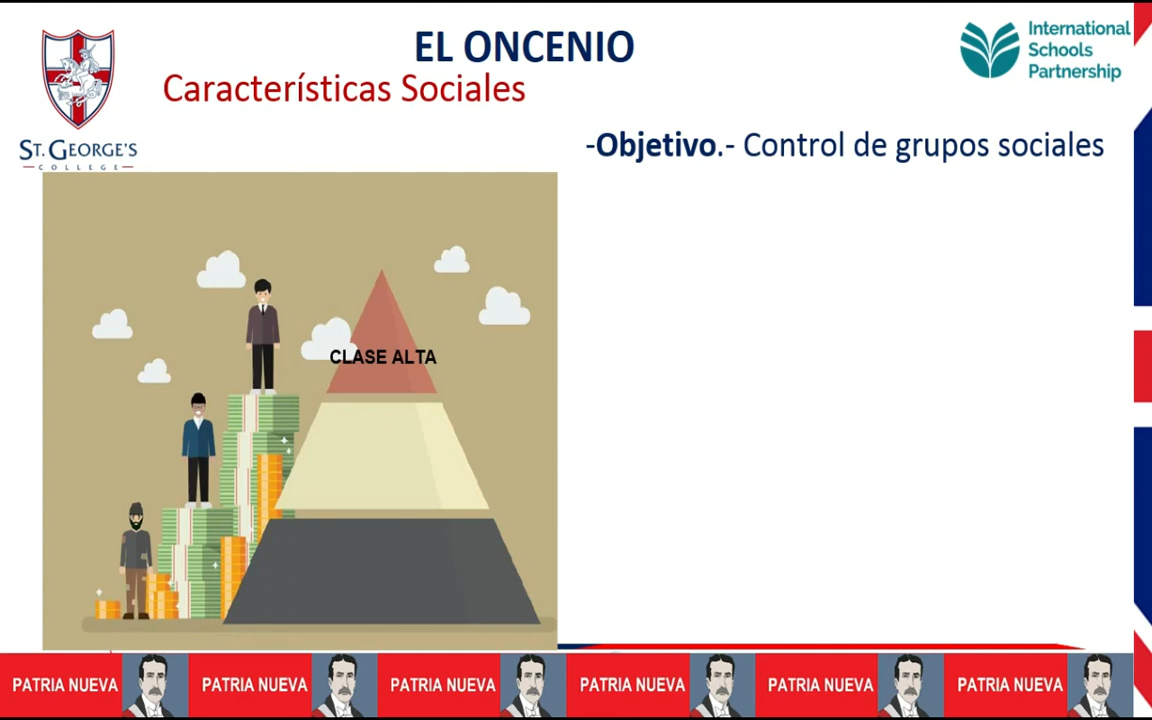 EL ONCENIO
Características Sociales
International
Schools
Partnership
ST. GEORGE'S
COLLEGE
-Objetivo.- Control de grupos sociales
CLASE ALTA
PATRIA NUEVA
PATRIA NUEVA
PATRIA NUEVA
PATRIA NUEVA
PATRIA NUEVA
PATRIA NUEVA